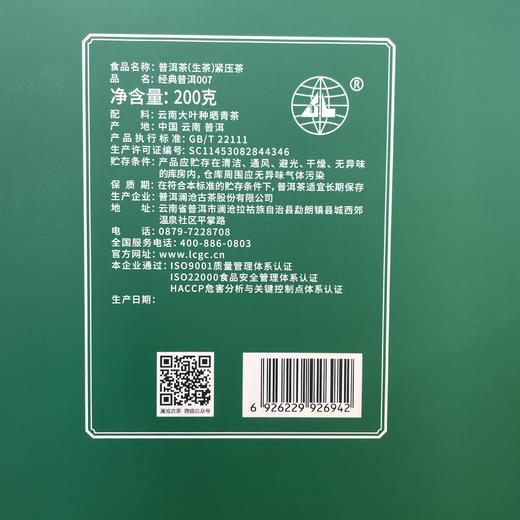 食品名称：普洱茶（生茶）紧压茶
品　　名：经典普洱007
净含量：200克
配　　料：云南大叶种晒青茶
产　　地：中国 云南 普洱
产品执行标准：GB/T 22111
生产许可证编号：SC11453082844346
贮存条件：产品应贮存在清洁、通风、避光、干燥、无异味
的库房内，仓库周围应无异味气体污染
保 质 期：在符合本标准的贮存条件下，普洱茶适宜长期保存
生产企业：普洱澜沧古茶股份有限公司
地　　址：云南省普洱市澜沧拉祜族自治县勐朗镇县城西郊
温泉社区平掌路
电　　话：0879-7228708
全国服务电话：400-886-0803
官方网址：www.lcgc.cn
本企业通过：ISO9001质量管理体系认证
ISO22000食品安全管理体系认证
HACCP危害分析与关键控制点体系认证
生产日期：
®
澜沧古茶 微信公众号
6 926229 926942